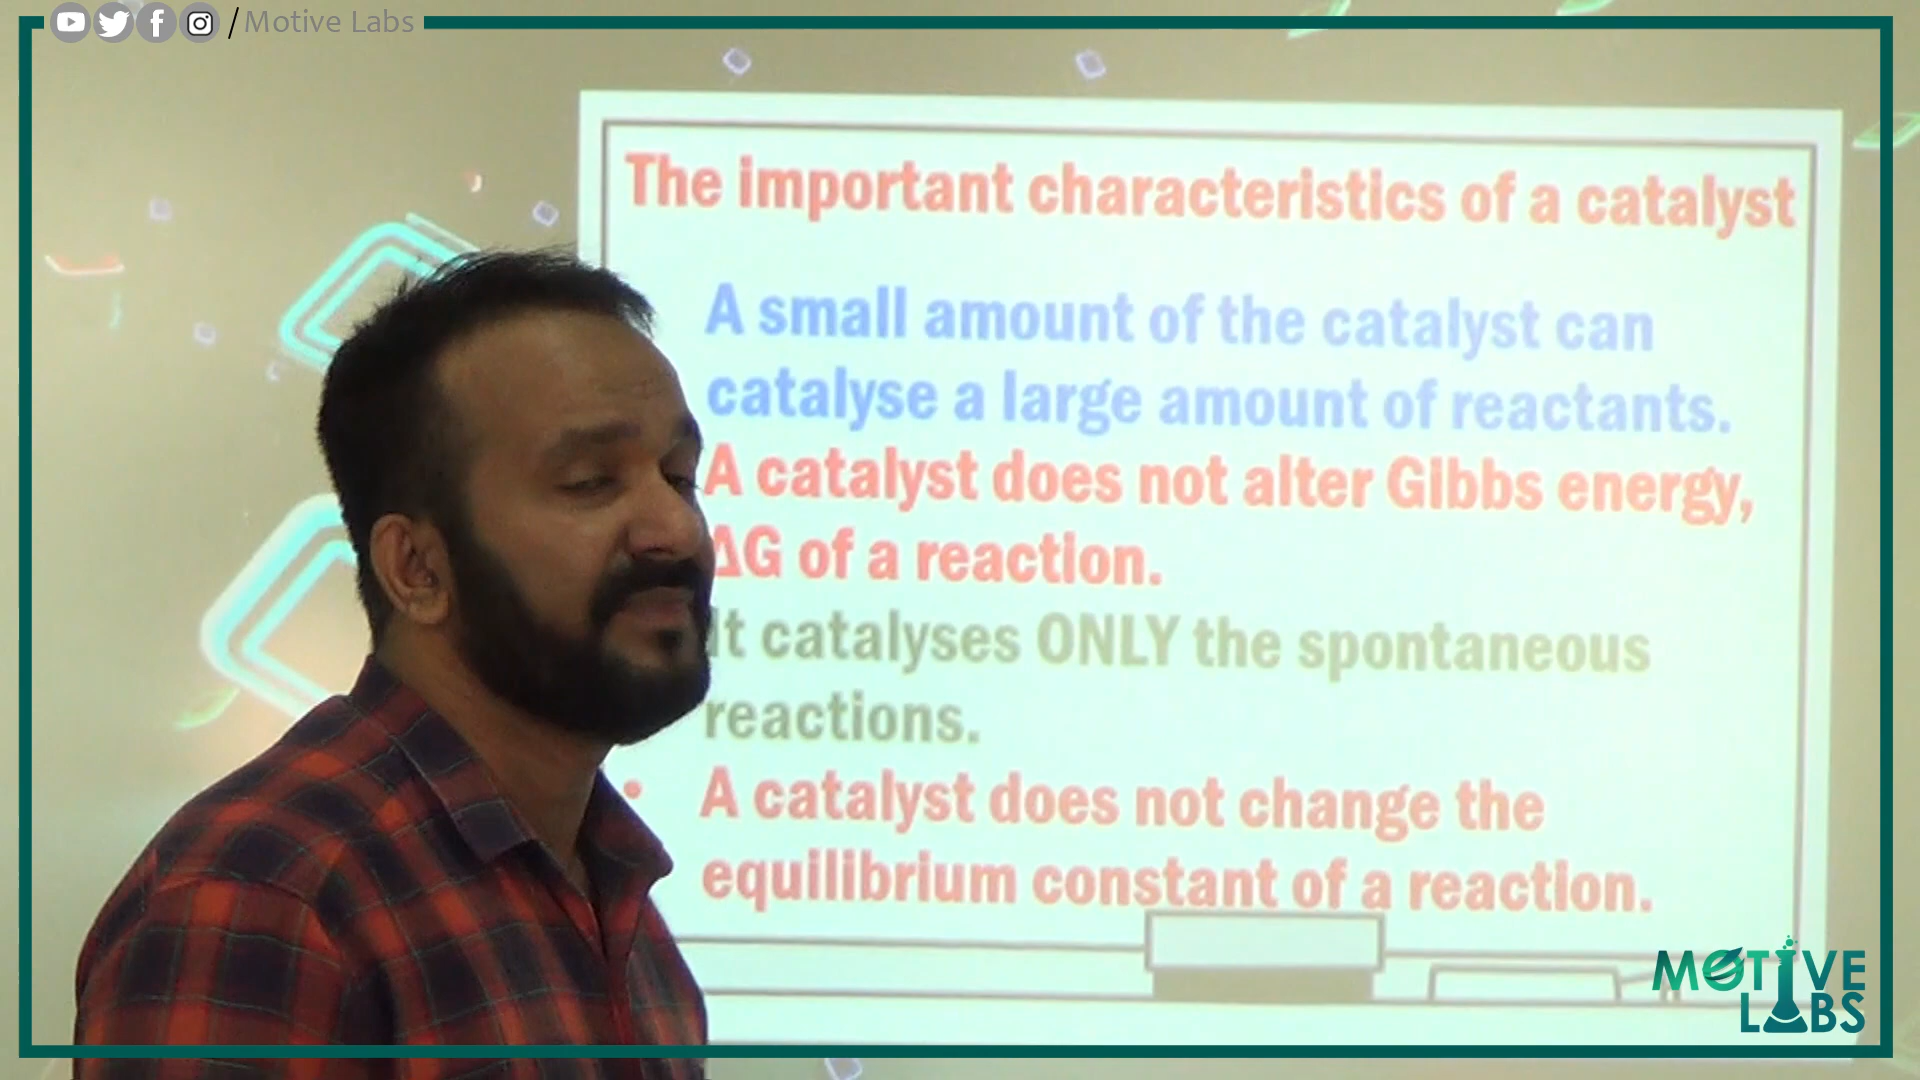 /Motive Labs
The important characteristics of a catalyst
A small amount of the catalyst can
catalyse a large amount of reactants.
A catalyst does not alter Gibbs energy,
ΔG of a reaction.
It catalyses ONLY the spontaneous
reactions.
• A catalyst does not change the
equilibrium constant of a reaction.
MOTIVE
LABS